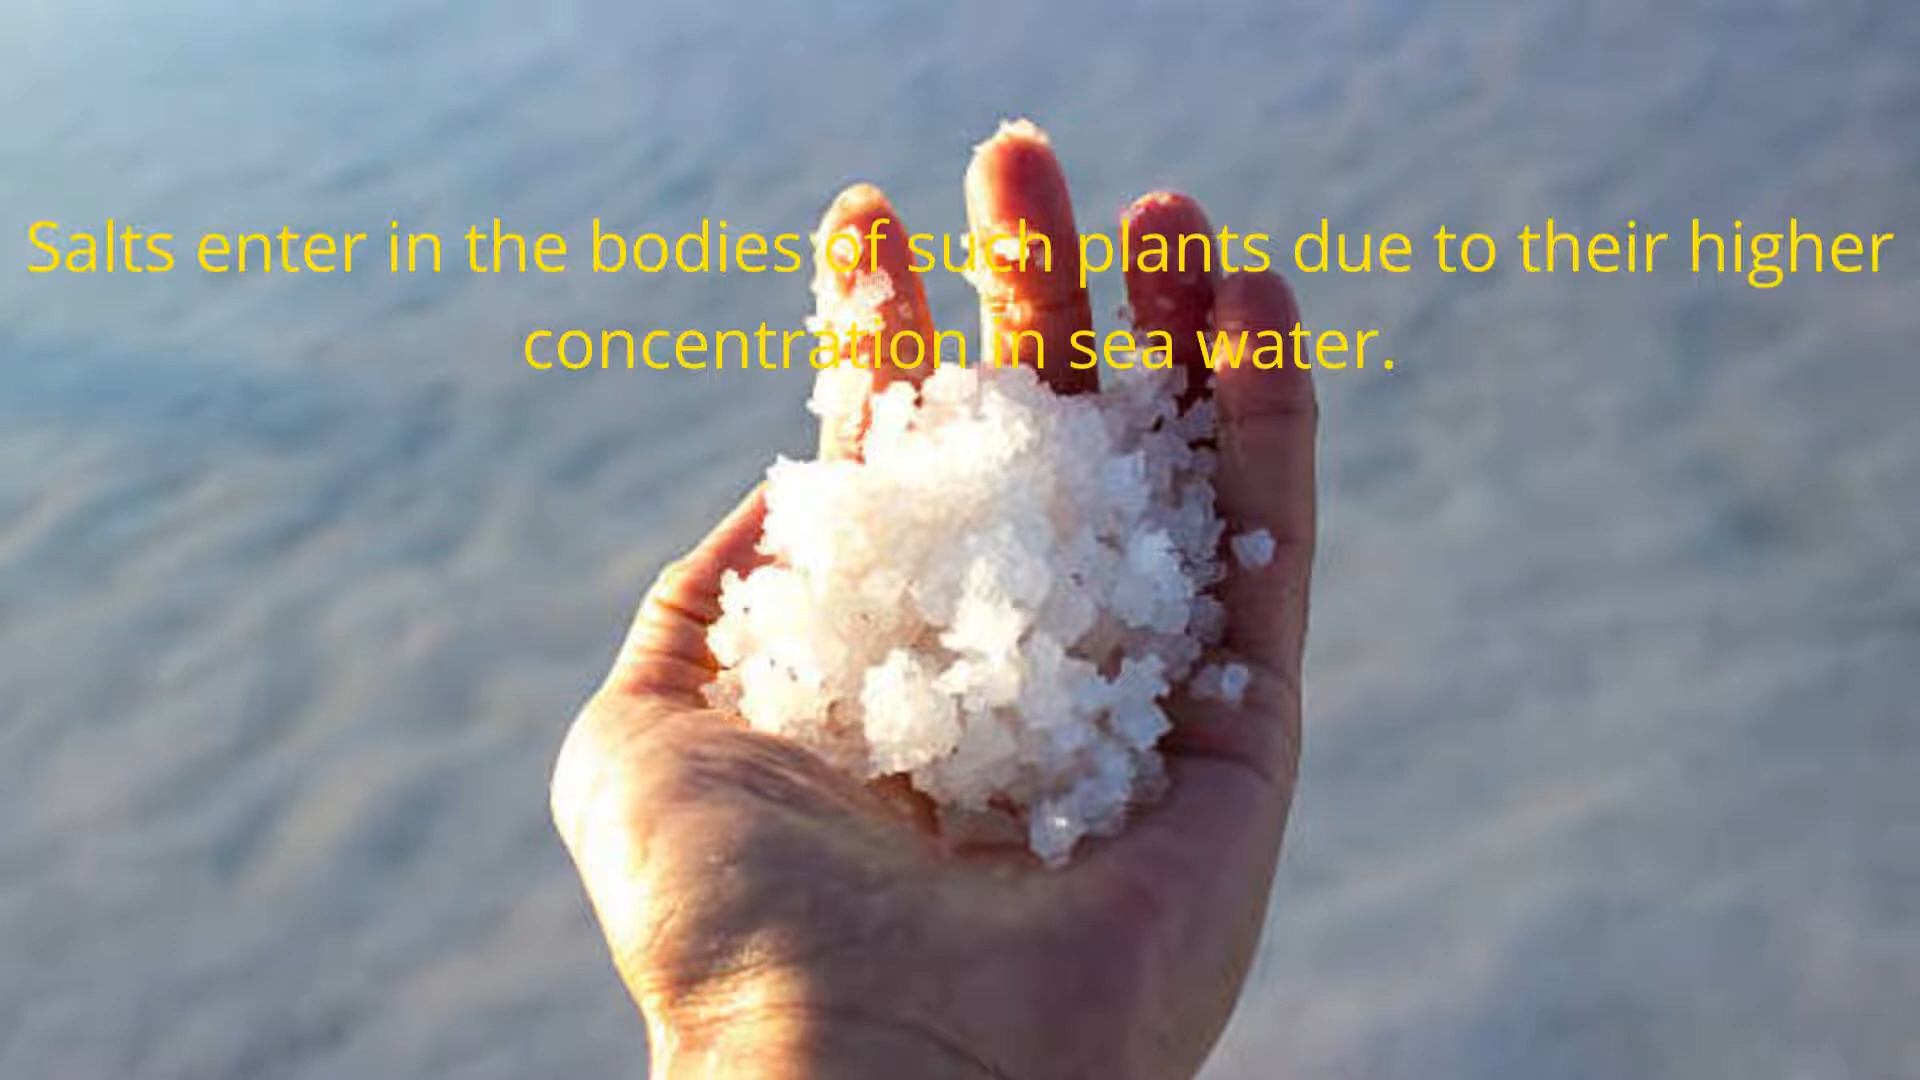 Salts enter in the bodies of such plants due to their higher
concentration in sea water.